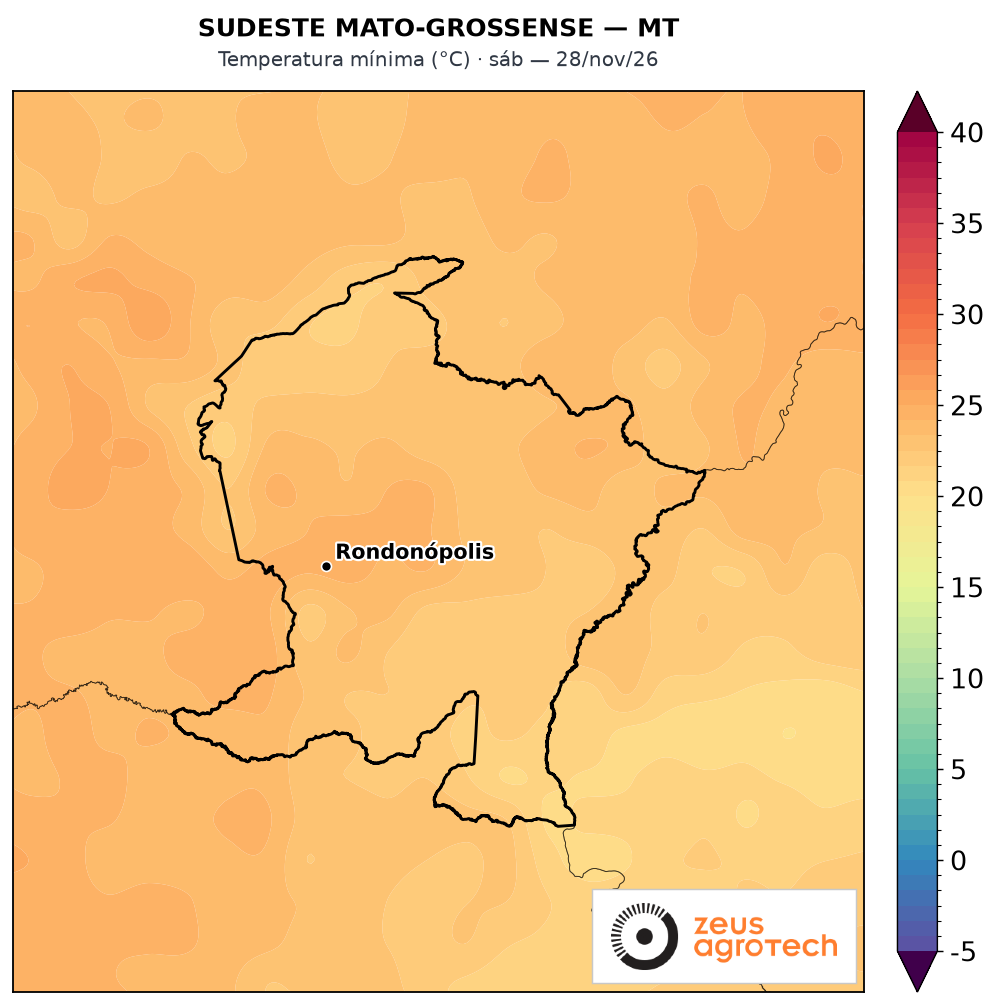 SUDESTE MATO-GROSSENSE — MT
Temperatura mínima (°C) · sáb — 28/nov/26
40
35
30
25
20
15
10
5
0
-5
Rondonópolis
zeus
agrotech